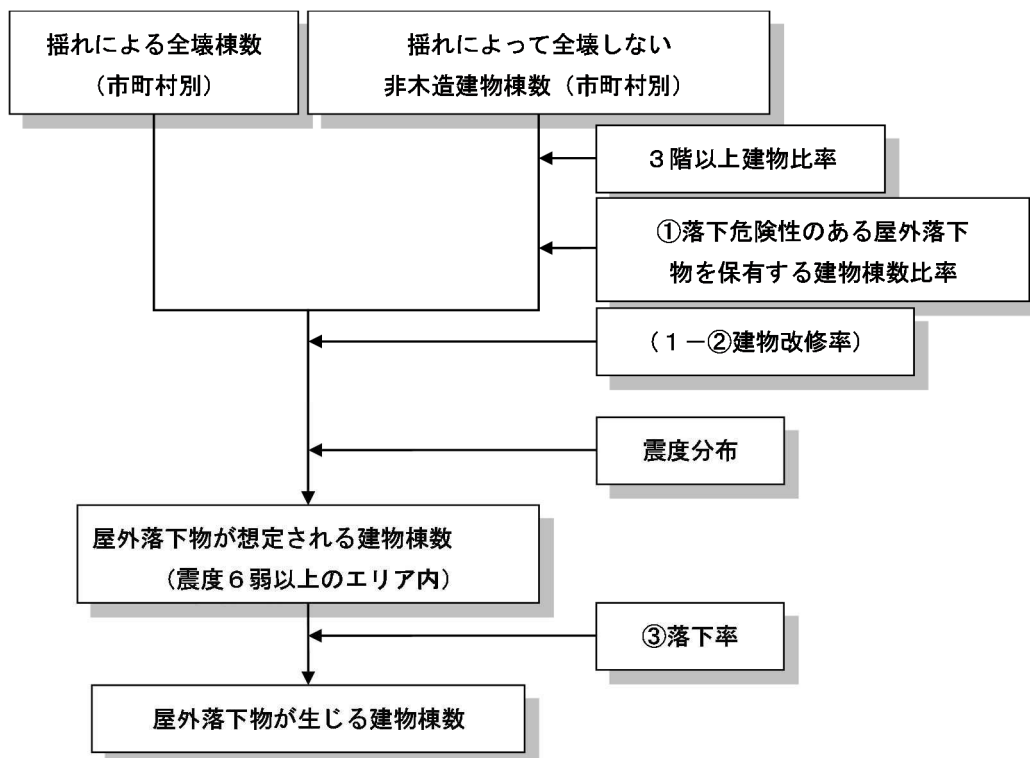 揺れによる全壊棟数
(市町村別)
揺れによって全壊しない
非木造建物棟数(市町村別)
3階以上建物比率
①落下危険性のある屋外落下
物を保有する建物棟数比率
(1-②建物改修率)
震度分布
屋外落下物が想定される建物棟数
(震度6弱以上のエリア内)
③落下率
屋外落下物が生じる建物棟数